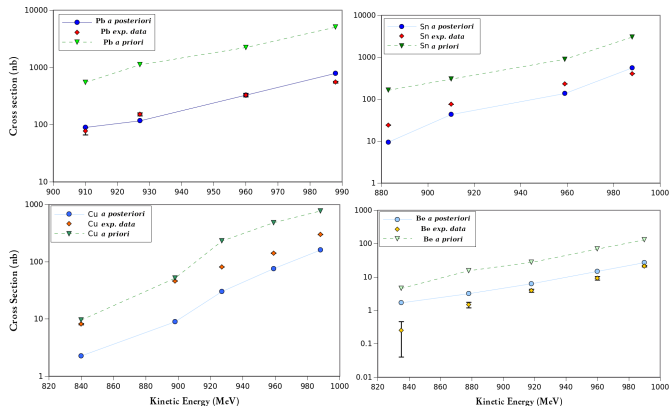 Pb a posteriori
Pb exp. data
Pb a priori
10000
1000
100
10
Cross section (nb)
900 910 920 930 940 950 960 970 980 990
Sn a posteriori
Sn exp. data
Sn a priori
10000
1000
100
10
1
880 900 920 940 960 980 1000
Cu a posteriori
Cu exp. data
Cu a priori
1000
100
10
1
Cross Section (nb)
820 840 860 880 900 920 940 960 980 1000
Kinetic Energy (MeV)
Be a posteriori
Be exp. data
Be a priori
1000
100
10
1
0.1
0.01
820 840 860 880 900 920 940 960 980 1000
Kinetic Energy (MeV)